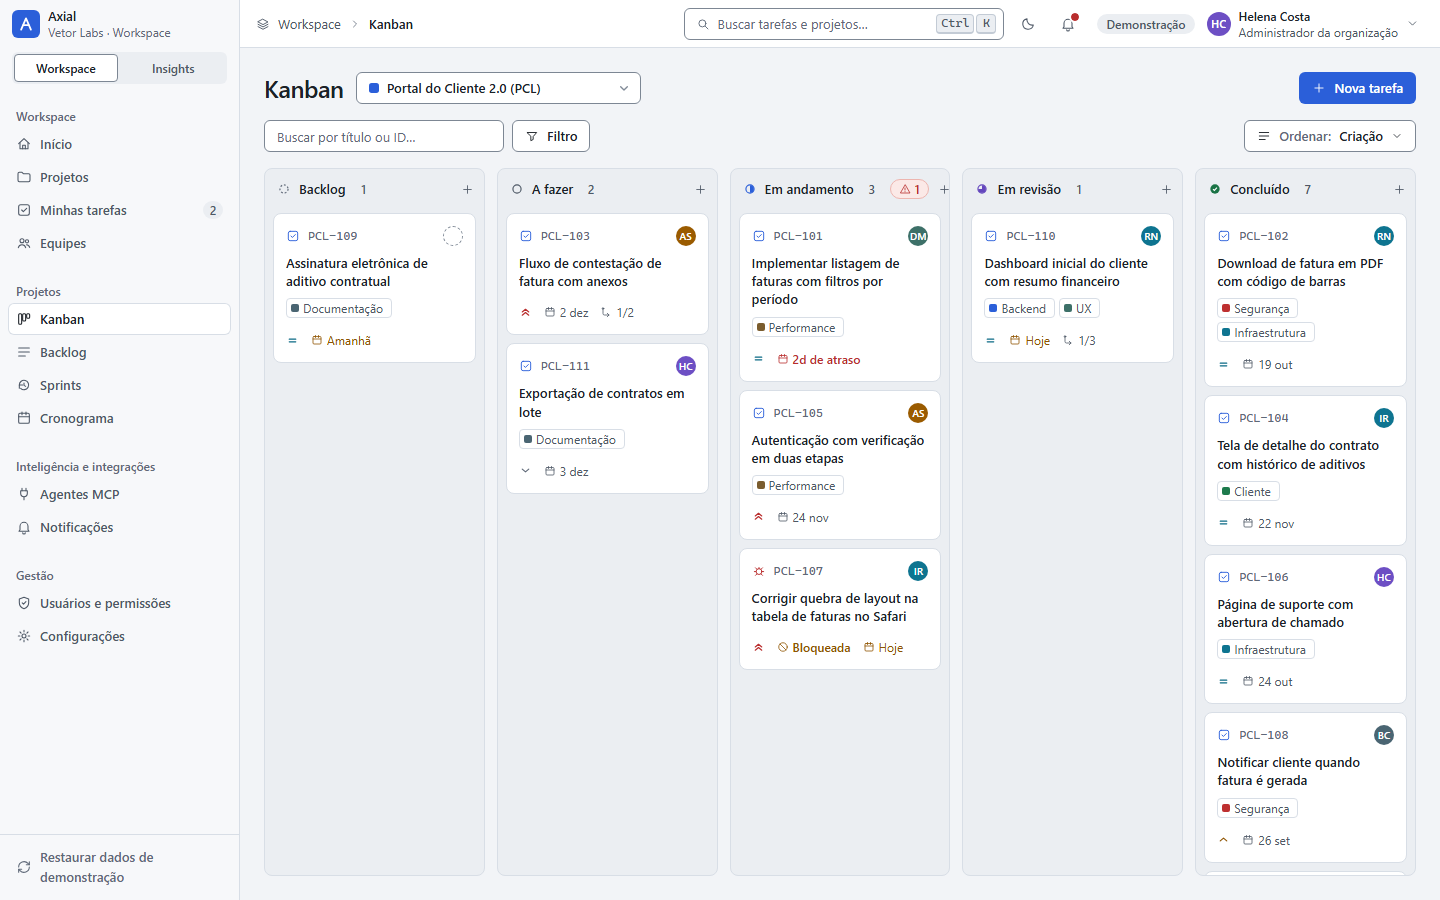 Axial
Vetor Labs · Workspace
Workspace
Insights
Workspace
Início
Projetos
Minhas tarefas
2
Equipes
Projetos
Kanban
Backlog
Sprints
Cronograma
Inteligência e integrações
Agentes MCP
Notificações
Gestão
Usuários e permissões
Configurações
Restaurar dados de
demonstração
Workspace
Kanban
Buscar tarefas e projetos...
Ctrl K
Demonstração
HC
Helena Costa
Administrador da organização
Kanban
Portal do Cliente 2.0 (PCL)
Nova tarefa
Buscar por título ou ID...
Filtro
Ordenar: Criação
Backlog 1
PCL-109
Assinatura eletrônica de
aditivo contratual
Documentação
Amanhã
A fazer 2
PCL-103
AS
Fluxo de contestação de
fatura com anexos
2 dez
1/2
PCL-111
HC
Exportação de contratos em
lote
Documentação
3 dez
Em andamento 3
1
PCL-101
DM
Implementar listagem de
faturas com filtros por
período
Performance
2d de atraso
PCL-105
AS
Autenticação com verificação
em duas etapas
Performance
24 nov
PCL-107
IR
Corrigir quebra de layout na
tabela de faturas no Safari
Bloqueada
Hoje
Em revisão 1
PCL-110
RN
Dashboard inicial do cliente
com resumo financeiro
Backend
UX
Hoje
1/3
Concluído 7
PCL-102
RN
Download de fatura em PDF
com código de barras
Segurança
Infraestrutura
19 out
PCL-104
IR
Tela de detalhe do contrato
com histórico de aditivos
Cliente
22 nov
PCL-106
HC
Página de suporte com
abertura de chamado
Infraestrutura
24 out
PCL-108
BC
Notificar cliente quando
fatura é gerada
Segurança
26 set